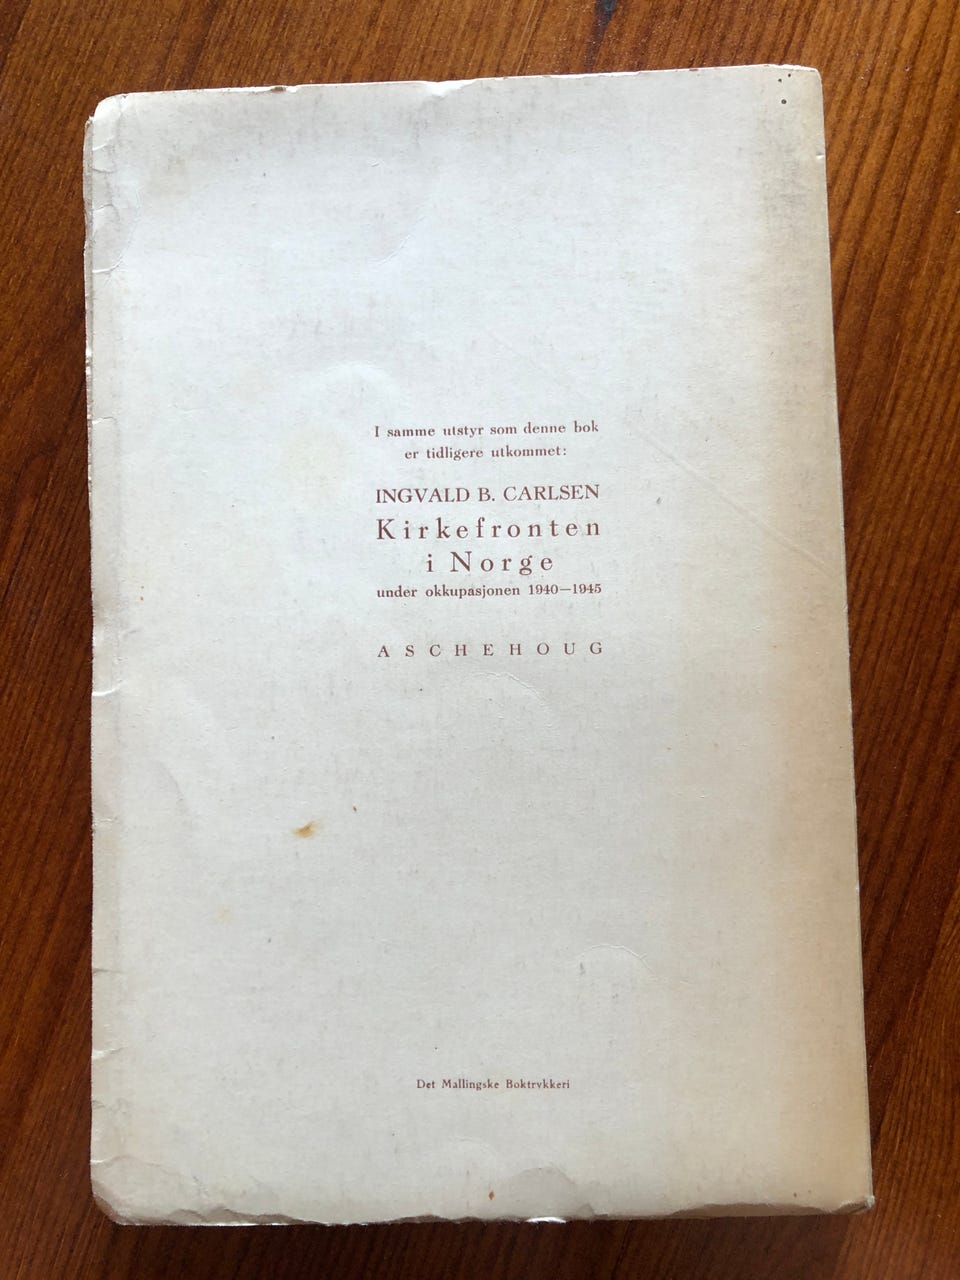 I samme utstyr som denne bok
er tidligere utkommet:
INGVALD B. CARLSEN
Kirkefronten
i Norge
under okkupasjonen 1940—1945
ASCHEHOUG
Det Mallingske Boktrykkeri